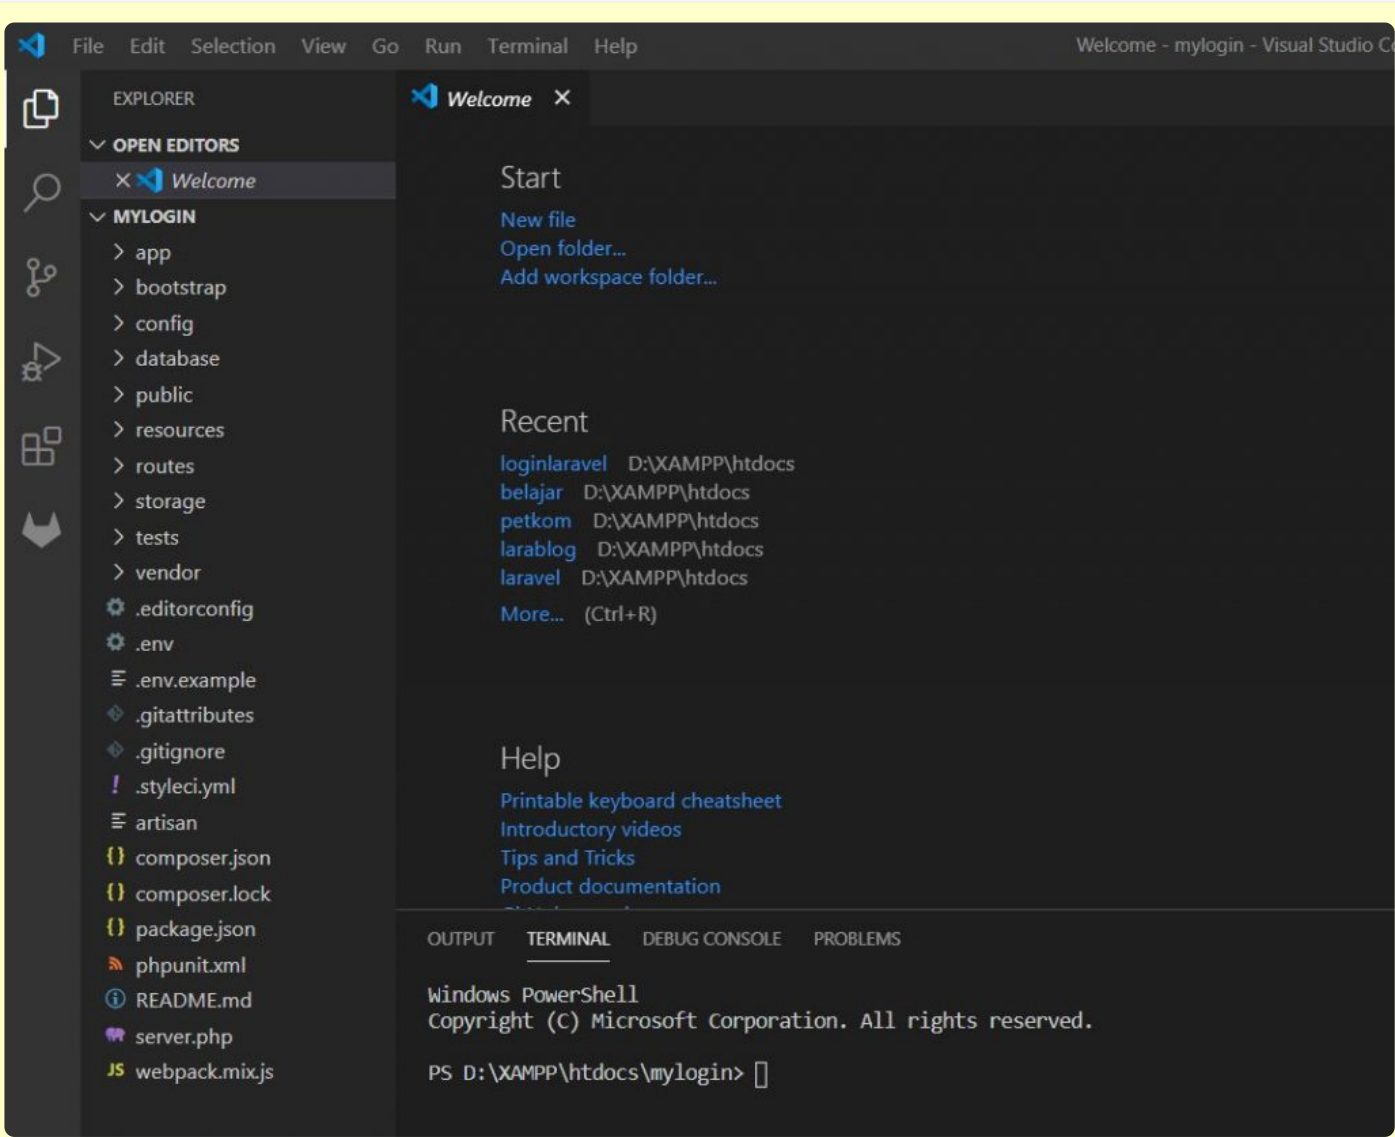 File Edit Selection View Go Run Terminal Help Welcome - mylogin - Visual Studio
EXPLORER
OPEN EDITORS
Welcome
MYLOGIN
app
bootstrap
config
database
public
resources
routes
storage
tests
vendor
.editorconfig
.env
.env.example
.gitattributes
.gitignore
.styleci.yml
artisan
composer.json
composer.lock
package.json
phpunit.xml
README.md
server.php
JS webpack.mix.js
Welcome
Start
New file
Open folder...
Add workspace folder...
Recent
loginlaravel D:\XAMPP\htdocs
belajar D:\XAMPP\htdocs
petkom D:\XAMPP\htdocs
larablog D:\XAMPP\htdocs
laravel D:\XAMPP\htdocs
More... (Ctrl+R)
Help
Printable keyboard cheatsheet
Introductory videos
Tips and Tricks
Product documentation
OUTPUT TERMINAL DEBUG CONSOLE PROBLEMS
Windows PowerShell
Copyright (C) Microsoft Corporation. All rights reserved.
PS D:\XAMPP\htdocs\mylogin>